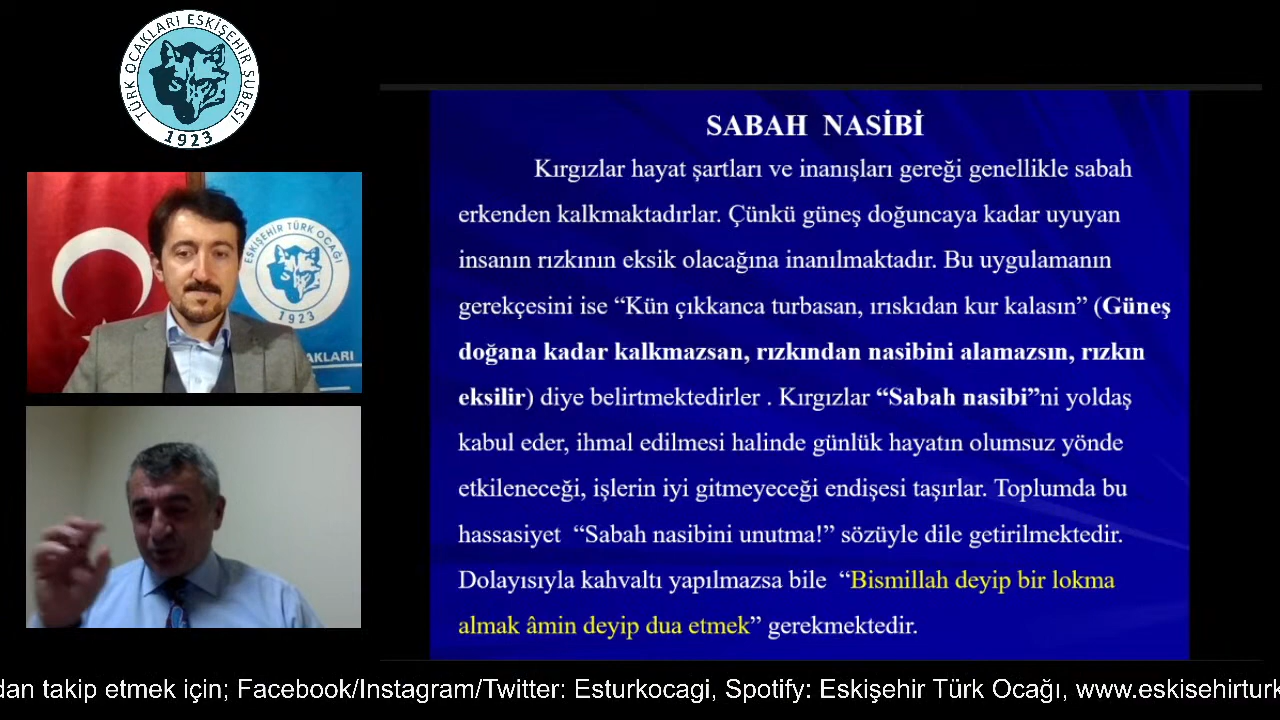 TÜRK OCAKLARI ESKİŞEHİR ŞUBESİ
1923
ESKİŞEHİR TÜRK OCAĞI
1923
AKLARI
SABAH NASİBİ
Kırgızlar hayat şartları ve inanışları gereği genellikle sabah
erkenden kalkmaktadırlar. Çünkü güneş doğuncaya kadar uyuyan
insanın rızkının eksik olacağına inanılmaktadır. Bu uygulamanın
gerekçesini ise “Kün çıkkanca turbasan, ırıskıdan kur kalasın” (Güneş
doğana kadar kalkmazsan, rızkından nasibini alamazsın, rızkın
eksilir) diye belirtmektedirler . Kırgızlar “Sabah nasibi”ni yoldaş
kabul eder, ihmal edilmesi halinde günlük hayatın olumsuz yönde
etkileneceği, işlerin iyi gitmeyeceği endişesi taşırlar. Toplumda bu
hassasiyet “Sabah nasibini unutma!” sözüyle dile getirilmektedir.
Dolayısıyla kahvaltı yapılmazsa bile “Bismillah deyip bir lokma
almak âmin deyip dua etmek” gerekmektedir.
dan takip etmek için; Facebook/Instagram/Twitter: Esturkocagi, Spotify: Eskişehir Türk Ocağı, www.eskisehirturk